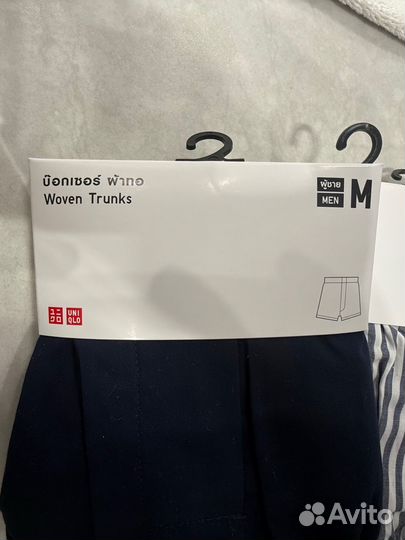 บ๊อกเซอร์ ผ้าทอ
Woven Trunks
ผู้ชาย
MEN
M
ユニ
クロ
UNI
QLO
Avito